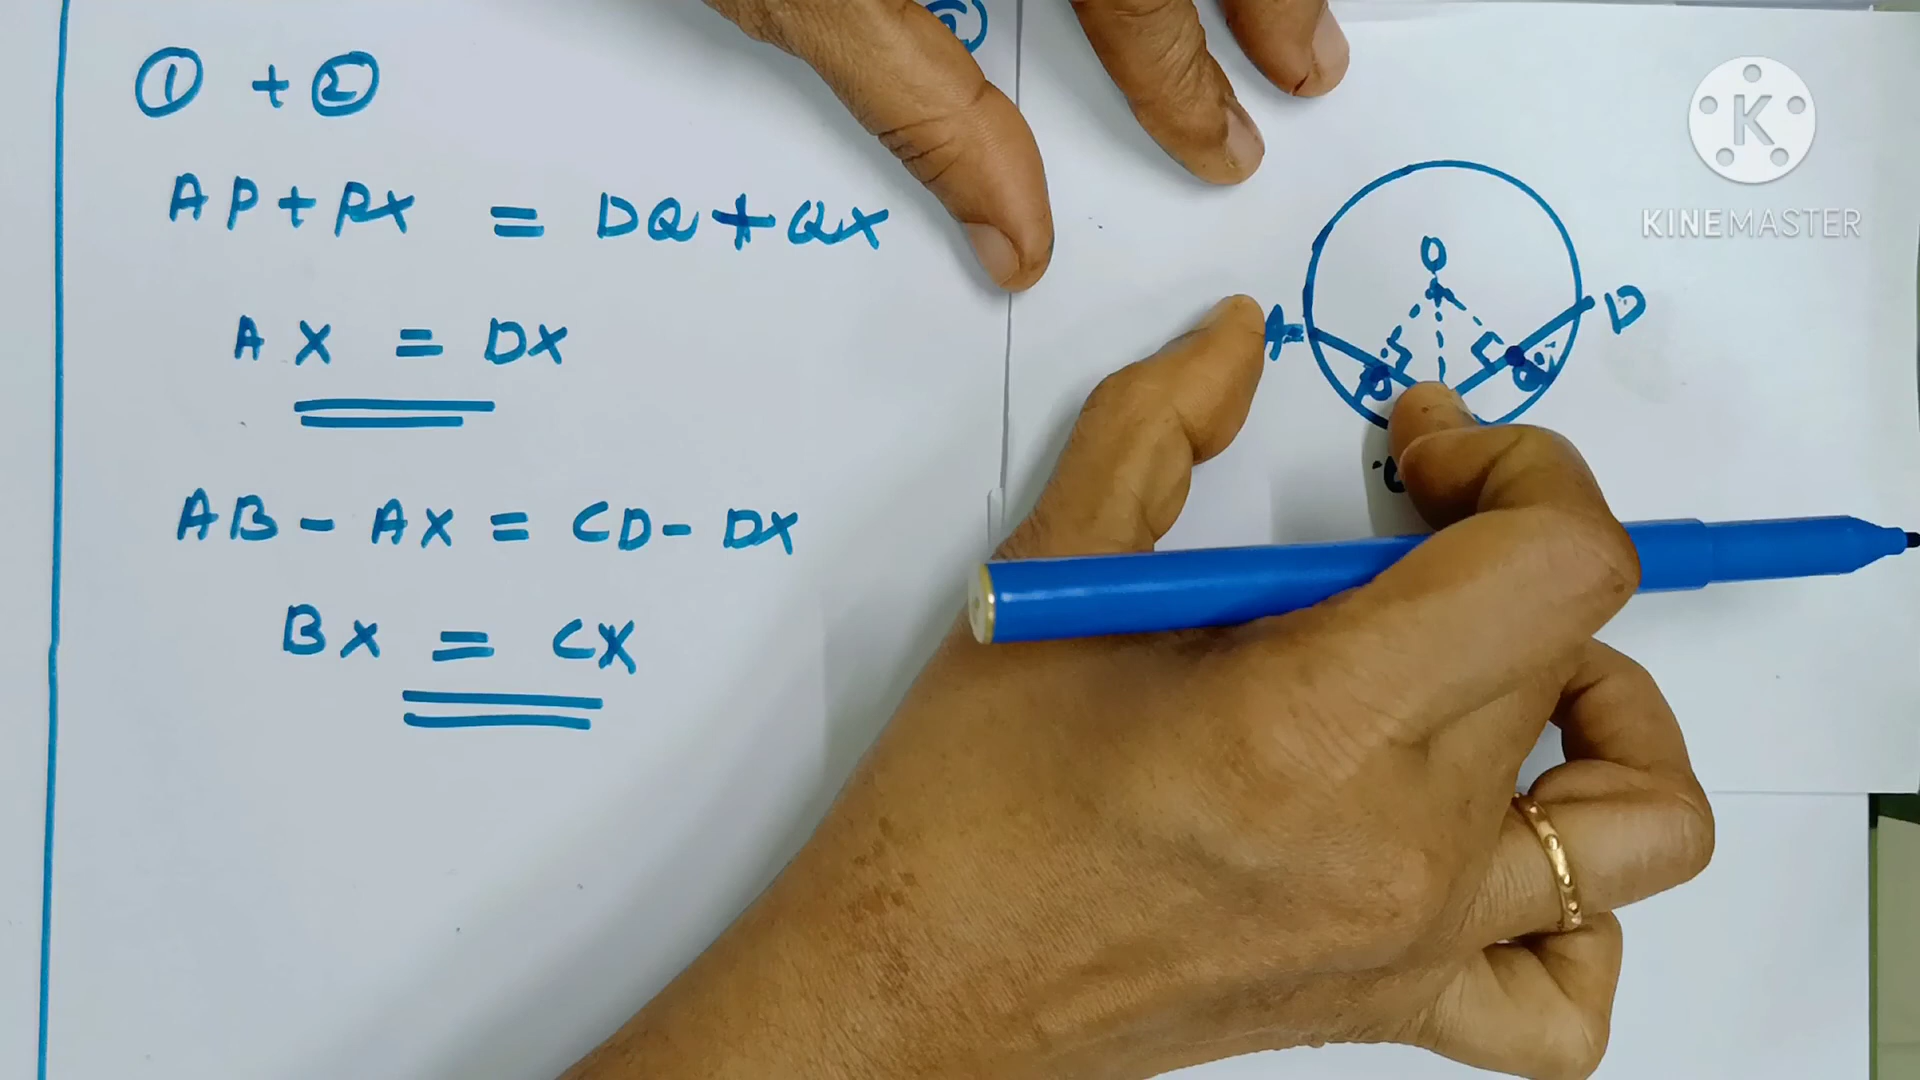 ① + ②
AP + PX = DQ + QX
AX = DX
AB - AX = CD - DX
BX = CX
K
KINEMASTER
O
A
D
P
Q